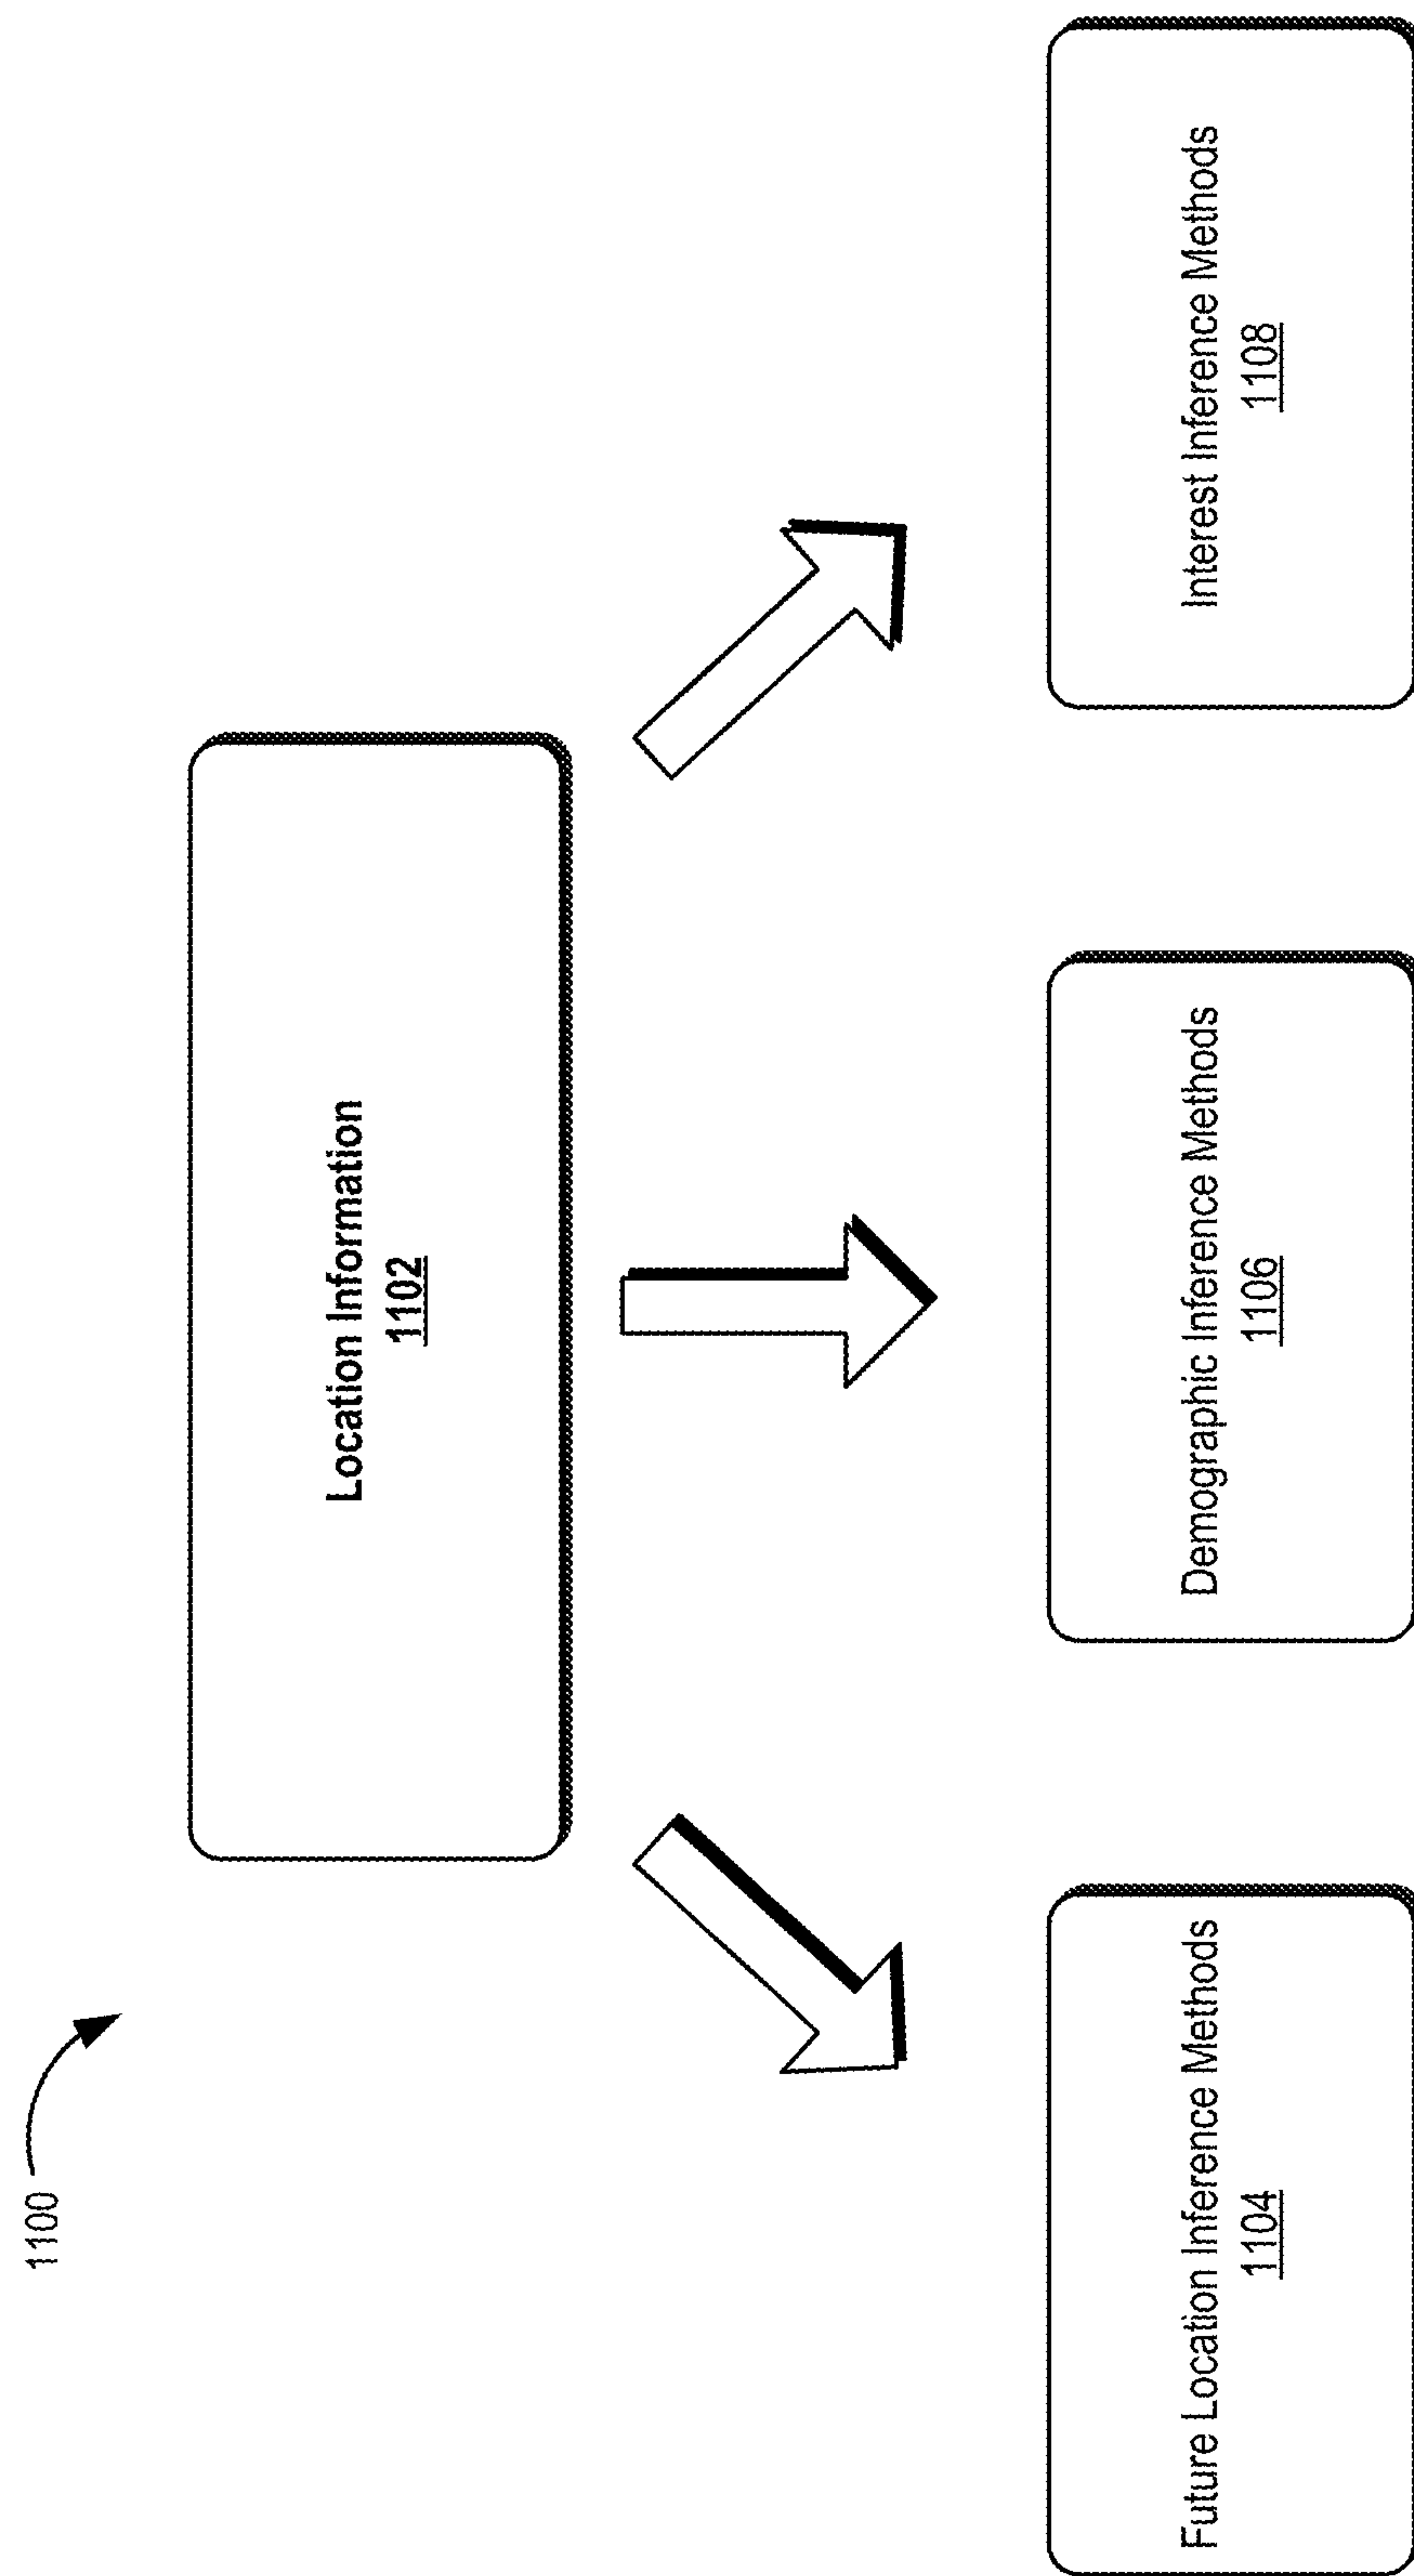 1100
Location Information
1102
Future Location Inference Methods
1104
Demographic Inference Methods
1106
Interest Inference Methods
1108